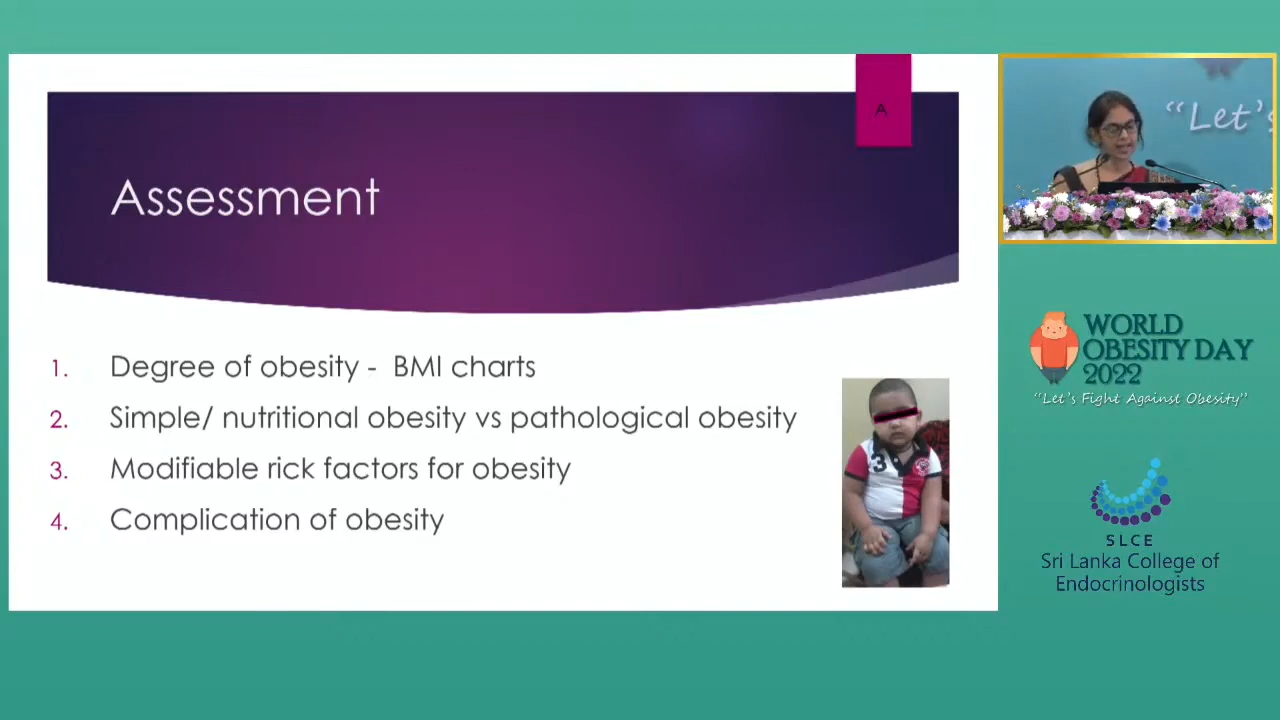 A
Assessment
1. Degree of obesity - BMI charts
2. Simple/ nutritional obesity vs pathological obesity
3. Modifiable rick factors for obesity
4. Complication of obesity
3
“Let’s
WORLD
OBESITY DAY
2022
“Let’s Fight Against Obesity”
SLCE
Sri Lanka College of
Endocrinologists